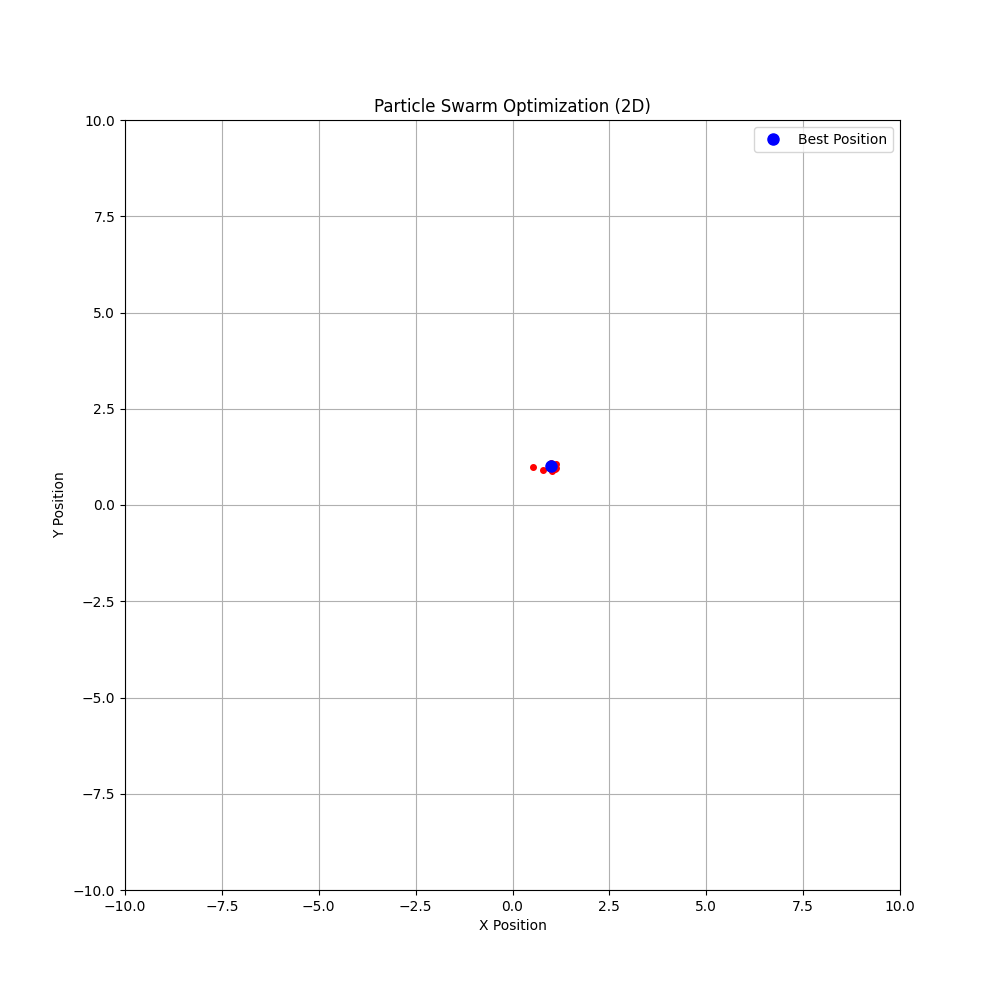 Particle Swarm Optimization (2D)
Best Position
10.0
7.5
5.0
2.5
0.0
−2.5
−5.0
−7.5
−10.0
Y Position
−10.0 −7.5 −5.0 −2.5 0.0 2.5 5.0 7.5 10.0
X Position